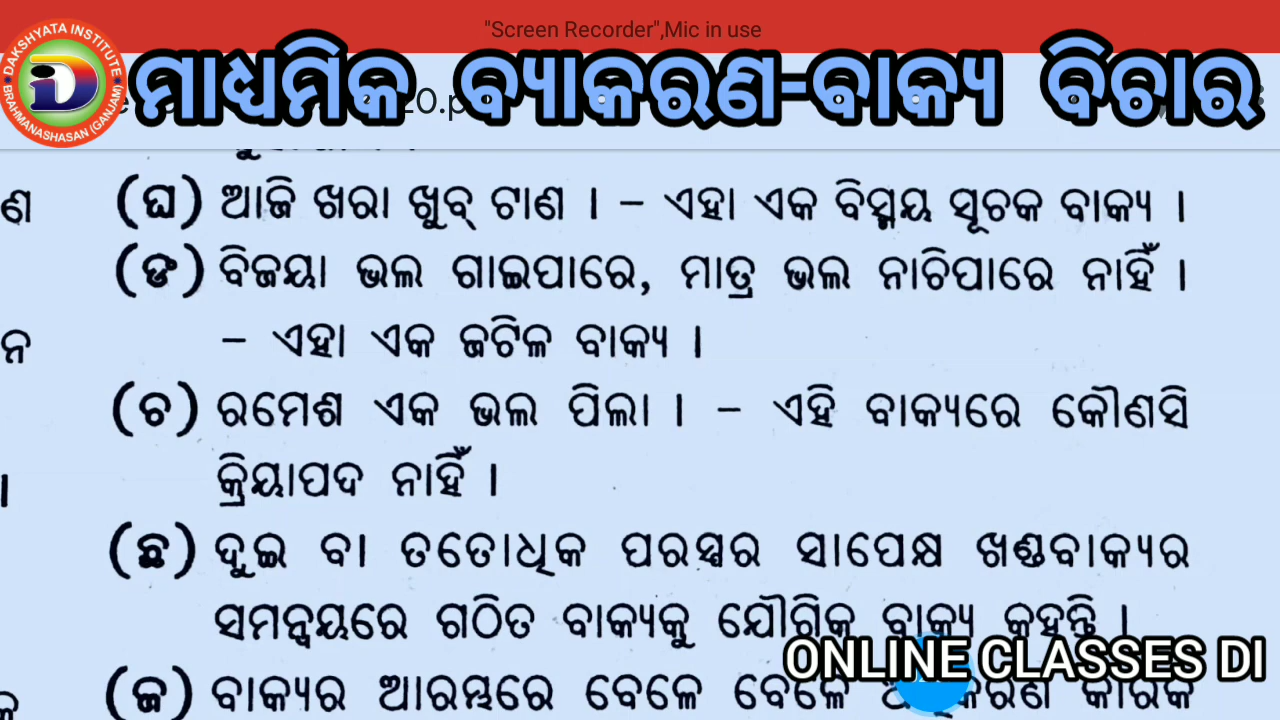 "Screen Recorder",Mic in use
DAKSHYATA INSTITUTE
BRAHMANASHASAN (GANJAM)
ମାଧ୍ୟମିକ ବ୍ୟାକରଣ-ବାକ୍ୟ ବିଚାର
ଣ (ଘ) ଆଜି ଖରା ଖୁବ୍ ଟାଣ । – ଏହା ଏକ ବିସ୍ମୟ ସୂଚକ ବାକ୍ୟ ।
(ଙ) ବିଜୟା ଭଲ ଗାଇପାରେ, ମାତ୍ର ଭଲ ନାଚିପାରେ ନାହିଁ ।
ନ – ଏହା ଏକ ଜଟିଳ ବାକ୍ୟ ।
(ଚ) ରମେଶ ଏକ ଭଲ ପିଲା । – ଏହି ବାକ୍ୟରେ କୌଣସି
। କ୍ରିୟାପଦ ନାହିଁ ।
(ଛ) ଦୁଇ ବା ତତୋଧିକ ପରସ୍ପର ସାପେକ୍ଷ ଖଣ୍ଡବାକ୍ୟର
ସମନ୍ୱୟରେ ଗଠିତ ବାକ୍ୟକୁ ଯୌଗିକ ବାକ୍ୟ କହନ୍ତି ।
ONLINE CLASSES DI
(ଜ) ବାକ୍ୟର ଆରମ୍ଭରେ ବେଳେ ବେଳେ କାରକ